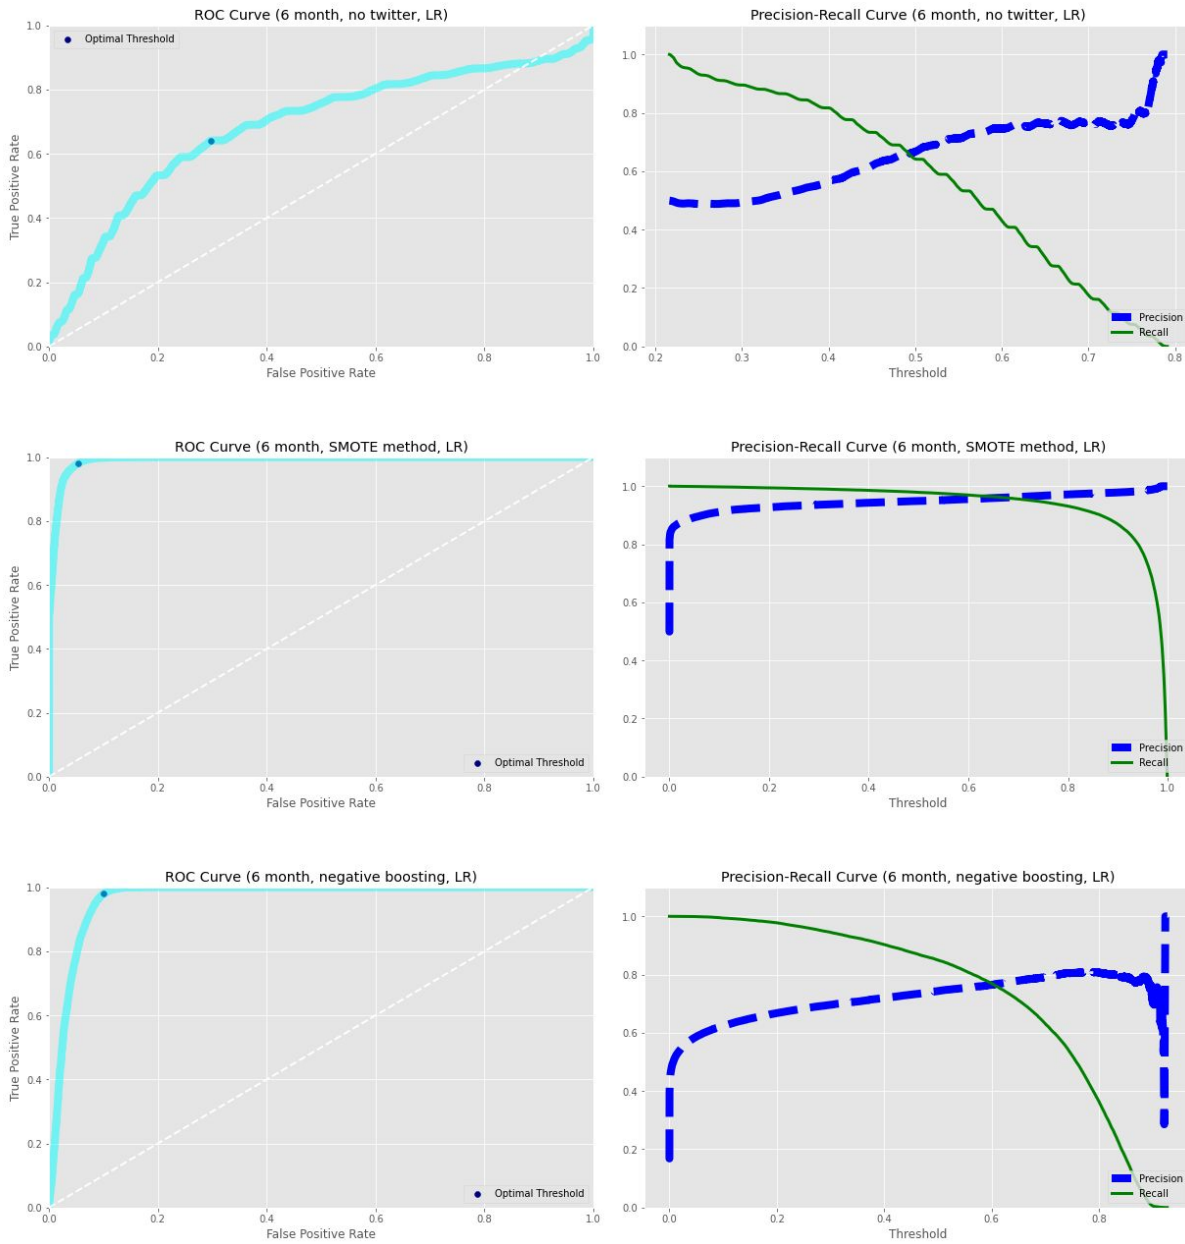 ROC Curve (6 month, no twitter, LR)
1.0
0.8
0.6
0.4
0.2
0.0
True Positive Rate
Optimal Threshold
0.0 0.2 0.4 0.6 0.8 1.0
False Positive Rate
Precision-Recall Curve (6 month, no twitter, LR)
1.0
0.8
0.6
0.4
0.2
0.0
Precision
Recall
0.2 0.3 0.4 0.5 0.6 0.7 0.8
Threshold
ROC Curve (6 month, SMOTE method, LR)
1.0
0.8
0.6
0.4
0.2
0.0
True Positive Rate
Optimal Threshold
0.0 0.2 0.4 0.6 0.8 1.0
False Positive Rate
Precision-Recall Curve (6 month, SMOTE method, LR)
1.0
0.8
0.6
0.4
0.2
0.0
Precision
Recall
0.0 0.2 0.4 0.6 0.8 1.0
Threshold
ROC Curve (6 month, negative boosting, LR)
1.0
0.8
0.6
0.4
0.2
0.0
True Positive Rate
Optimal Threshold
0.0 0.2 0.4 0.6 0.8 1.0
False Positive Rate
Precision-Recall Curve (6 month, negative boosting, LR)
1.0
0.8
0.6
0.4
0.2
0.0
Precision
Recall
0.0 0.2 0.4 0.6 0.8
Threshold